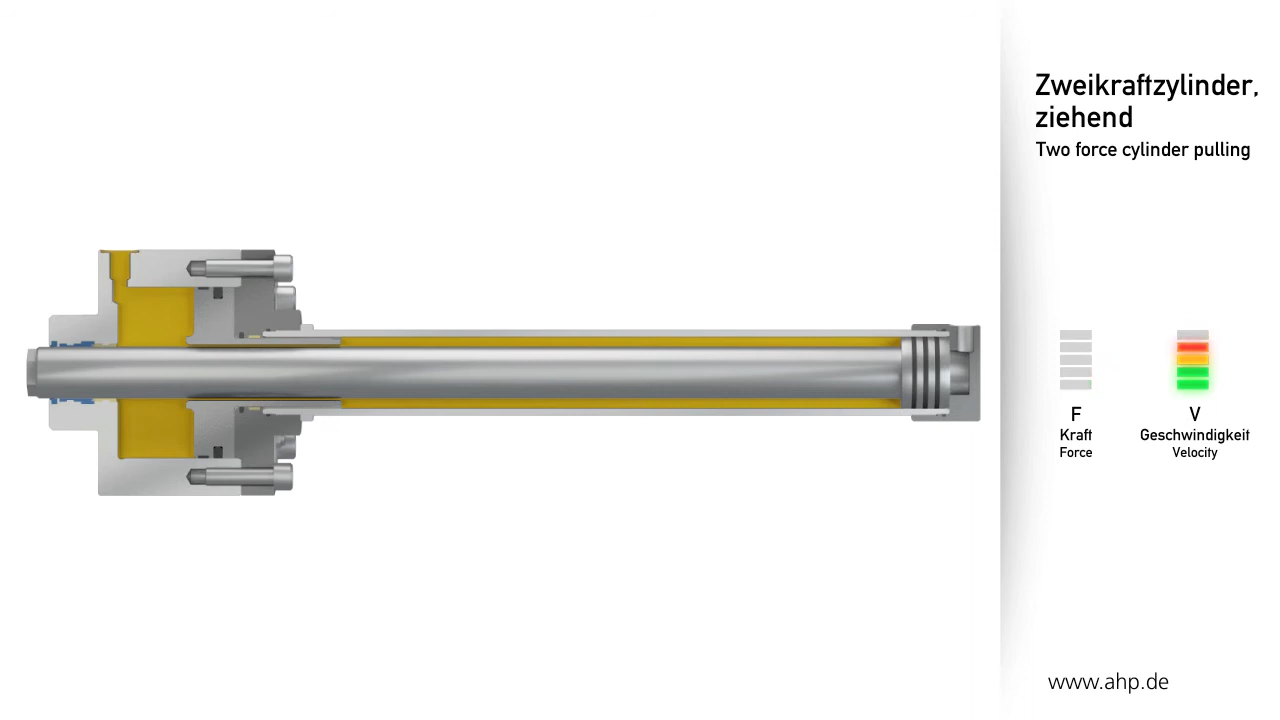 Zweikraftzylinder,
ziehend
Two force cylinder pulling
F
Kraft
Force
V
Geschwindigkeit
Velocity
www.ahp.de